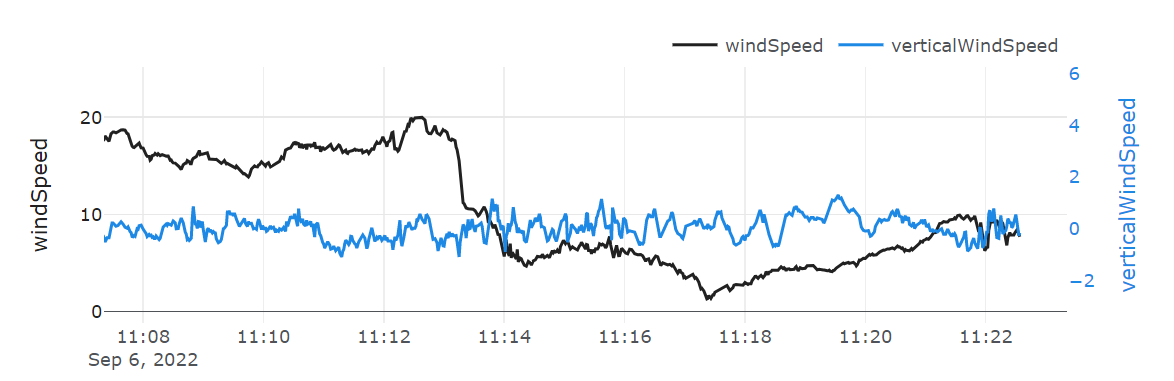 windSpeed verticalWindSpeed
6
20 4
2
10
0
−2
0
windSpeed
verticalWindSpeed
11:08 11:10 11:12 11:14 11:16 11:18 11:20 11:22
Sep 6, 2022